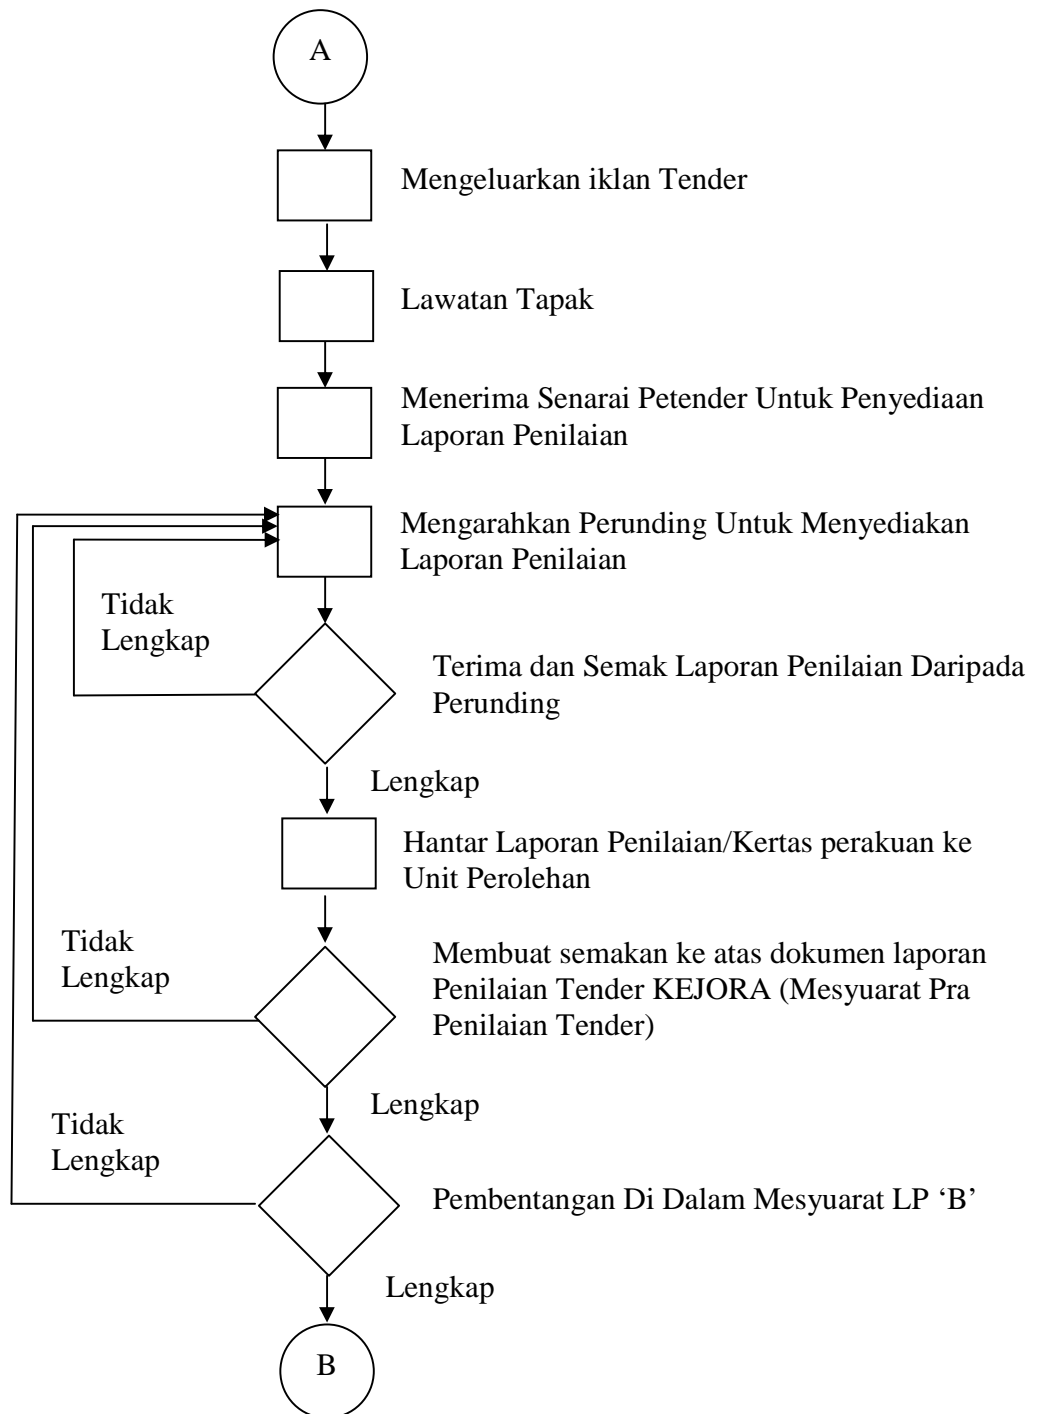 A
Mengeluarkan iklan Tender
Lawatan Tapak
Menerima Senarai Petender Untuk Penyediaan
Laporan Penilaian
Mengarahkan Perunding Untuk Menyediakan
Laporan Penilaian
Tidak
Lengkap
Terima dan Semak Laporan Penilaian Daripada
Perunding
Lengkap
Hantar Laporan Penilaian/Kertas perakuan ke
Unit Perolehan
Tidak
Lengkap
Membuat semakan ke atas dokumen laporan
Penilaian Tender KEJORA (Mesyuarat Pra
Penilaian Tender)
Lengkap
Tidak
Lengkap
Pembentangan Di Dalam Mesyuarat LP ‘B’
Lengkap
B